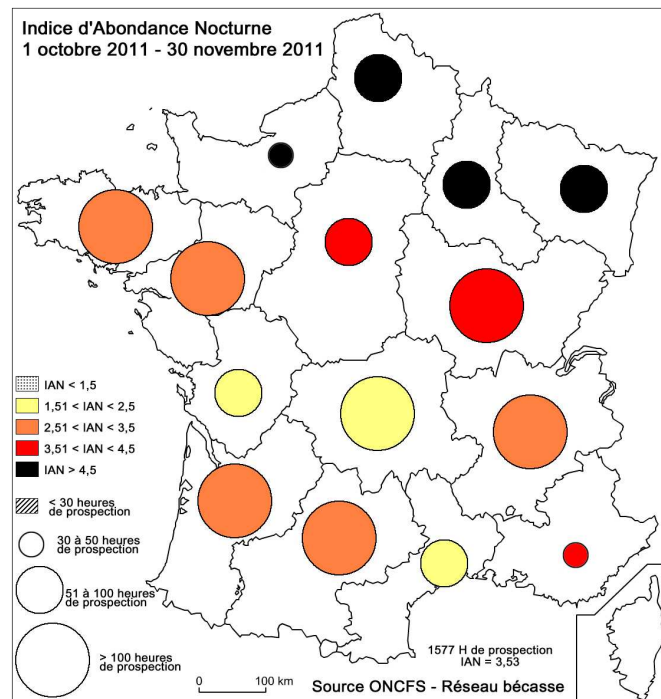 Indice d'Abondance Nocturne
1 octobre 2011 - 30 novembre 2011
IAN < 1,5
1,51 < IAN < 2,5
2,51 < IAN < 3,5
3,51 < IAN < 4,5
IAN > 4,5
< 30 heures
de prospection
30 à 50 heures
de prospection
51 à 100 heures
de prospection
> 100 heures
de prospection
1577 H de prospection
IAN = 3,53
0 100 km
Source ONCFS - Réseau bécasse